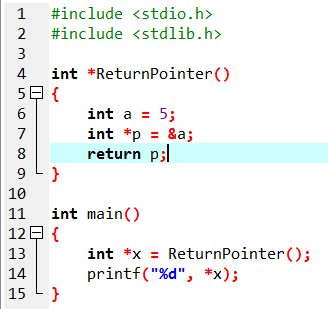 1 #include <stdio.h>
2 #include <stdlib.h>
3
4 int *ReturnPointer()
5 {
6     int a = 5;
7     int *p = &a;
8     return p;
9 }
10
11 int main()
12 {
13     int *x = ReturnPointer();
14     printf("%d", *x);
15 }